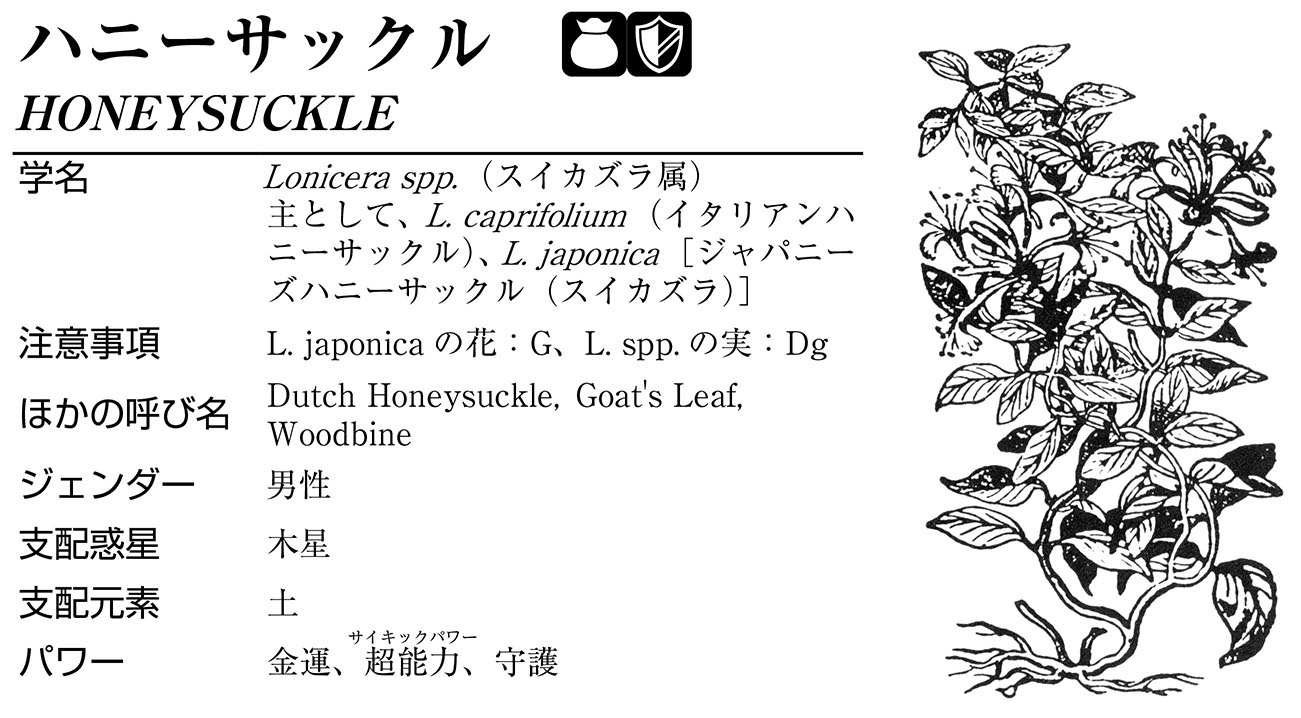 ハニーサックル
HONEYSUCKLE
学名
Lonicera spp.（スイカズラ属）
主として、L. caprifolium（イタリアンハ
ニーサックル）、L. japonica［ジャパニー
ズハニーサックル（スイカズラ）］
注意事項
L. japonica の花：G、L. spp. の実：Dg
ほかの呼び名
Dutch Honeysuckle, Goat's Leaf,
Woodbine
ジェンダー
男性
支配惑星
木星
支配元素
土
パワー
サイキックパワー
金運、超能力、守護